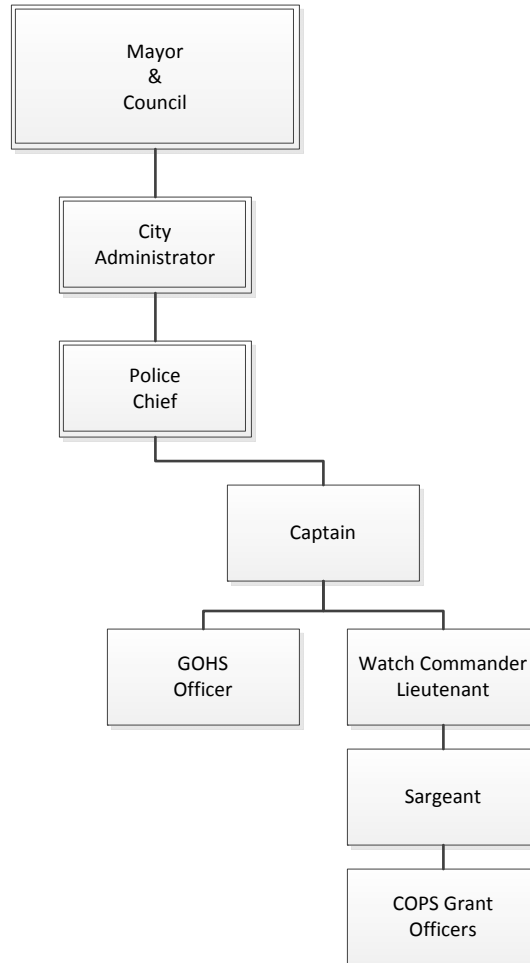 Mayor
&
Council
City
Administrator
Police
Chief
Captain
GOHS
Officer
Watch Commander
Lieutenant
Sargeant
COPS Grant
Officers